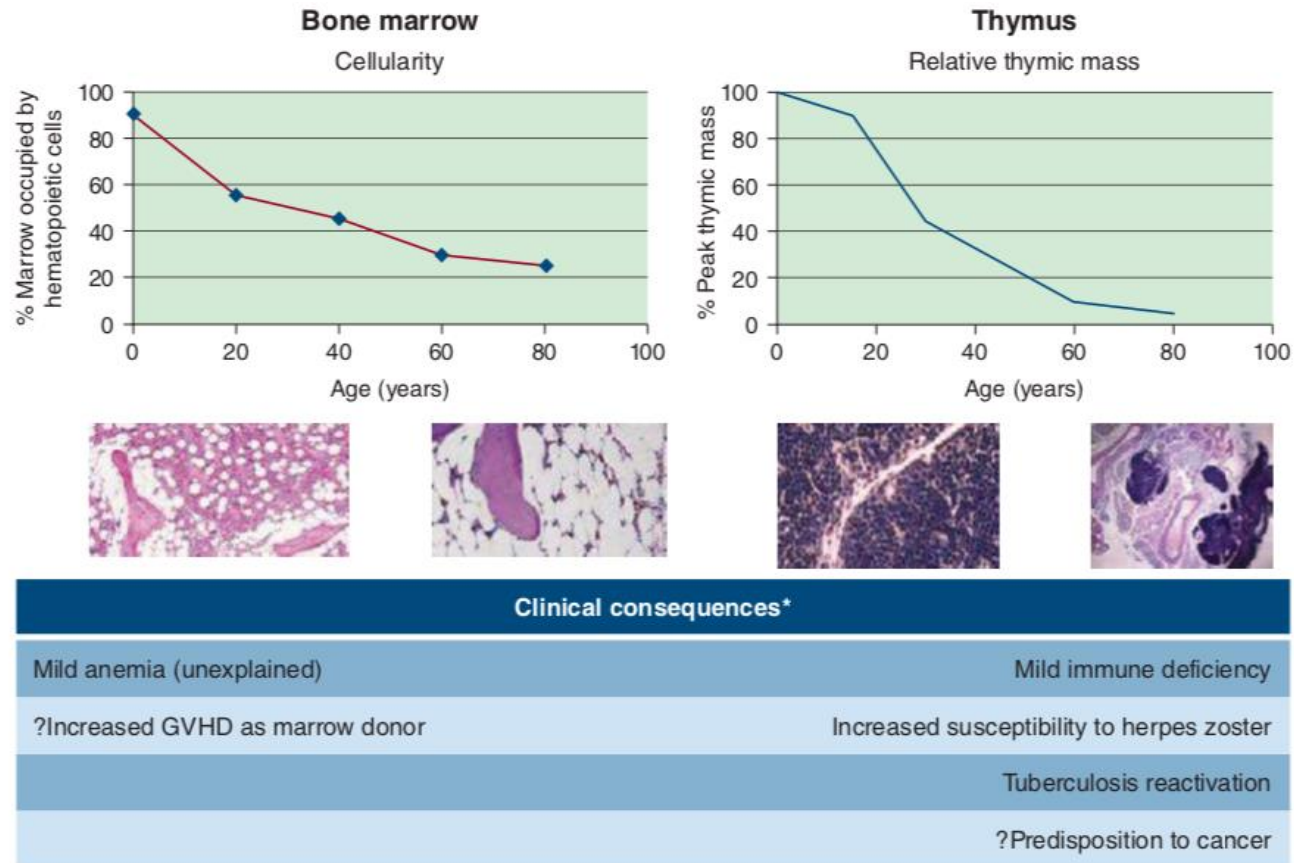 Bone marrow
Cellularity
% Marrow occupied by
hematopoietic cells
100
80
60
40
20
0
0 20 40 60 80 100
Age (years)
Thymus
Relative thymic mass
% Peak thymic mass
100
80
60
40
20
0
0 20 40 60 80 100
Age (years)
Clinical consequences*
Mild anemia (unexplained) Mild immune deficiency
?Increased GVHD as marrow donor Increased susceptibility to herpes zoster
Tuberculosis reactivation
?Predisposition to cancer